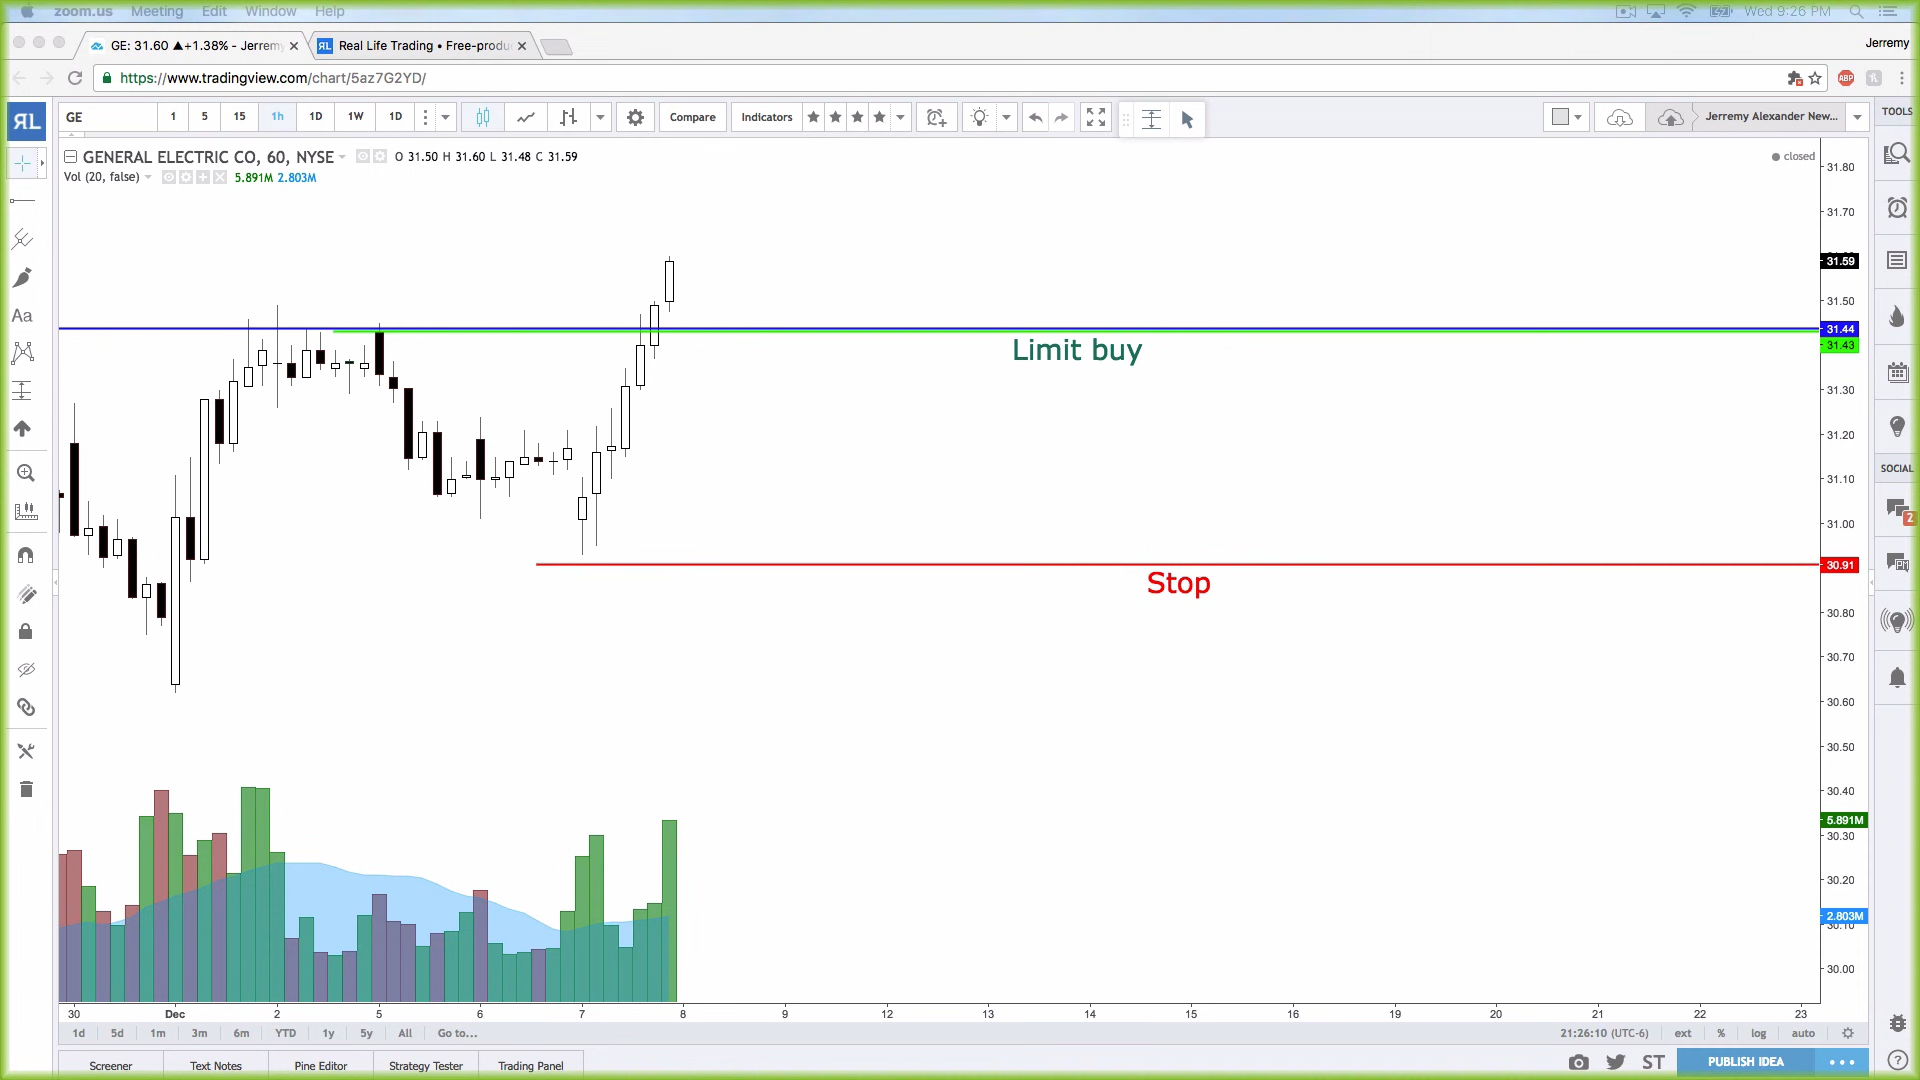 zoom.us Meeting Edit Window Help Wed 9:26 PM
GE: 31.60 ▲+1.38% - Jerremy Real Life Trading • Free-produ Jerremy
https://www.tradingview.com/chart/5az7G2YD/ ABP
RL GE 1 5 15 1h 1D 1W 1D Compare Indicators Jerremy Alexander New... TOOLS
GENERAL ELECTRIC CO, 60, NYSE O 31.50 H 31.60 L 31.48 C 31.59 closed
Vol (20, false) 5.891M 2.803M
31.80
31.70
31.59
31.50
31.44
31.43
Limit buy
31.30
31.20
31.10
31.00
30.91
Stop
30.80
30.70
30.60
30.50
30.40
5.891M
30.30
30.20
2.803M
30.10
30.00
Aa
SOCIAL
2
30 Dec 2 5 6 7 8 9 12 13 14 15 16 19 20 21 22 23
1d 5d 1m 3m 6m YTD 1y 5y All Go to... 21:26:10 (UTC-6) ext % log auto
Screener Text Notes Pine Editor Strategy Tester Trading Panel ST PUBLISH IDEA